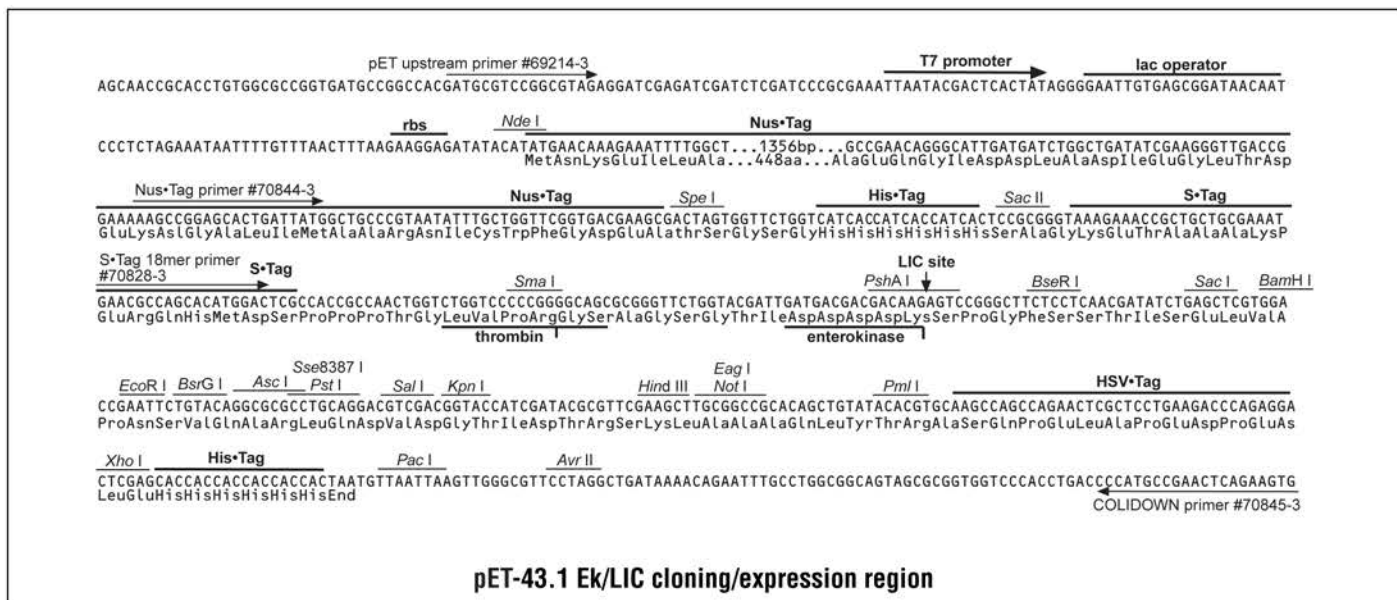 pET upstream primer #69214-3 T7 promoter lac operator
AGCAACCGCACCTGTGGCGCCGGTGATGCCGGCCACGATGCGTCCGGCGTAGAGGATCGAGATCGATCTCGATCCCGCGAAATTAATACGACTCACTATAGGGGAATTGTGAGCGGATAACAAT
rbs Nde I Nus•Tag
CCCTCTAGAAATAATTTTGTTTAACTTTAAGAAGGAGATATACATATGAACAAAGAAATTTTGGCT...1356bp...GCCGAACAGGGCATTGATGATCTGGCTGATATCGAAGGGTTGACCG
MetAsnLysGluIleLeuAla...448aa...AlaGluGlnGlyIleAspAspLeuAlaAspIleGluGlyLeuThrAsp
Nus•Tag primer #70844-3 Nus•Tag Spe I His•Tag Sac II S•Tag
GAAAAAGCCGGAGCACTGATTATGGCTGCCCGTAATATTTGCTGGTTCGGTGACGAAGCGACTAGTGGTTCTGGTCATCACCATCACCATCACTCCGCGGGTAAAGAAACCGCTGCTGCGAAAT
GluLysAslGlyAlaLeuIleMetAlaAlaArgAsnIleCysTrpPheGlyAspGluAlathrSerGlySerGlyHisHisHisHisHisHisSerAlaGlyLysGluThrAlaAlaAlaLysP
S•Tag 18mer primer
#70828-3 S•Tag Sma I PshA I LIC site BseR I Sac I BamH I
GAACGCCAGCACATGGACTCGCCACCGCCAACTGGTCTGGTCCCCCGGGGCAGCGCGGGTTCTGGTACGATTGATGACGACGACAAGAGTCCGGGCTTCTCCTCAACGATATCTGAGCTCGTGGA
GluArgGlnHisMetAspSerProProProThrGlyLeuValProArgGlySerAlaGlySerGlyThrIleAspAspAspAspLysSerProGlyPheSerSerThrIleSerGluLeuValA
thrombin enterokinase
EcoR I BsrG I Asc I Sse8387 I Pst I Sal I Kpn I Hind III Eag I Not I Pml I HSV•Tag
CCGAATTCTGTACAGGCGCGCCTGCAGGACGTCGACGGTACCATCGATACGCGTTCGAAGCTTGCGGCCGCACAGCTGTATACACGTGCAAGCCAGCCAGAACTCGCTCCTGAAGACCCAGAGGA
ProAsnSerValGlnAlaArgLeuGlnAspValAspGlyThrIleAspThrArgSerLysLeuAlaAlaAlaGlnLeuTyrThrArgAlaSerGlnProGluLeuAlaProGluAspProGluAs
Xho I His•Tag Pac I Avr II
CTCGAGCACCACCACCACCACCACTAATGTTAATTAAGTTGGGCGTTCCTAGGCTGATAAAACAGAATTTGCCTGGCGGCAGTAGCGCGGTGGTCCCACCTGACCCCATGCCGAACTCAGAAGTG
LeuGluHisHisHisHisHisHisEnd
COLIDOWN primer #70845-3
pET-43.1 Ek/LIC cloning/expression region